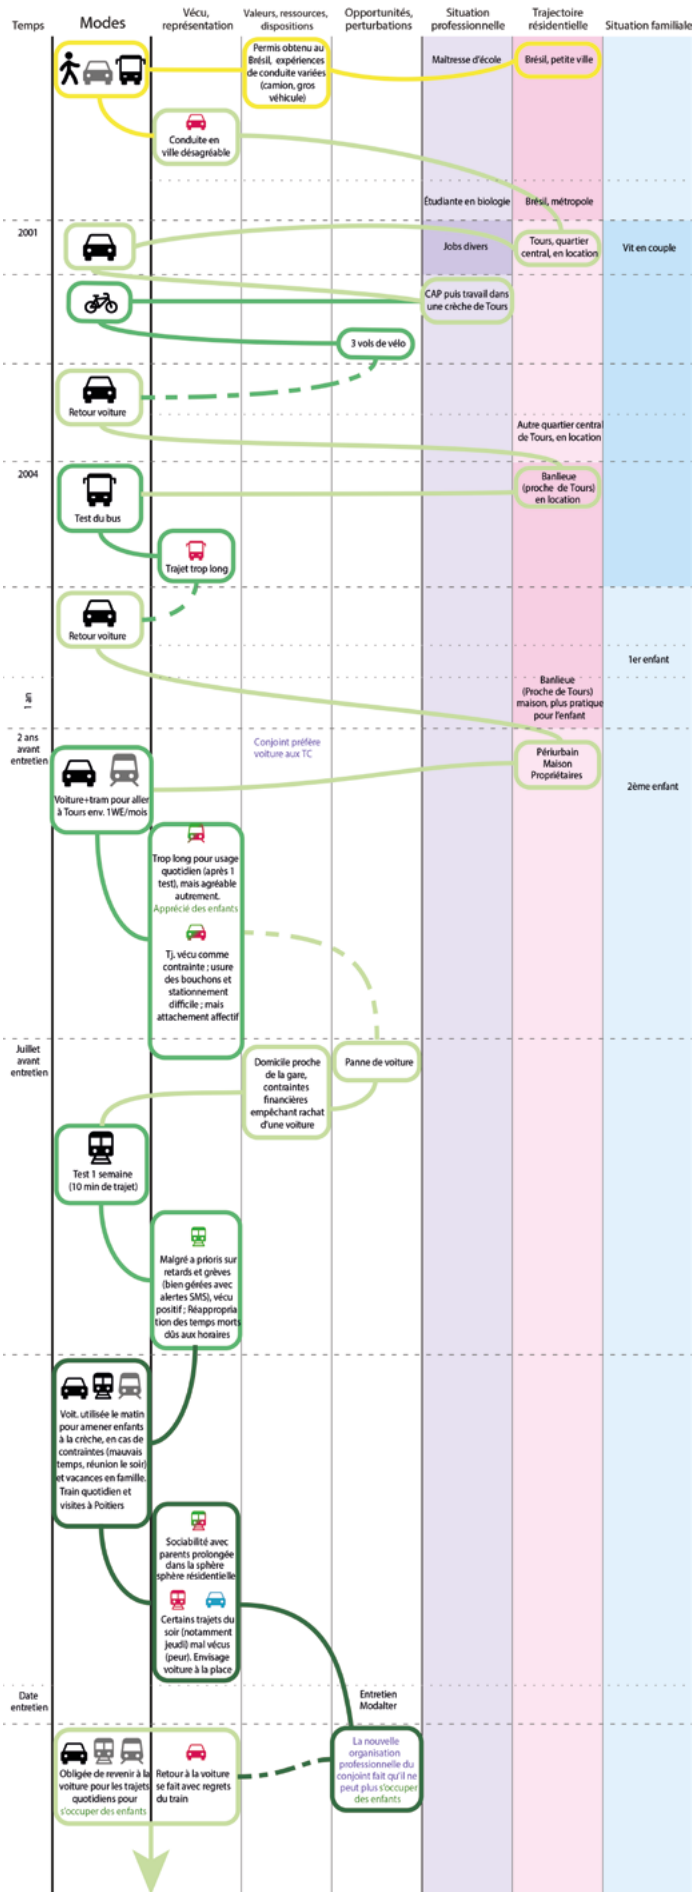 Temps
Modes
Vécu,
représentation
Valeurs, ressources,
dispositions
Opportunités,
perturbations
Situation
professionnelle
Trajectoire
résidentielle
Situation familiale
Permis obtenu au
Brésil, expériences
de conduite variées
(camion, gros
véhicule)
Maîtresse d'école
Brésil, petite ville
Conduite en
ville désagréable
Étudiante en biologie
Brésil, métropole
2001
Jobs divers
Tours, quartier
central, en location
Vit en couple
CAP puis travail dans
une crèche de Tours
3 vols de vélo
Retour voiture
Autre quartier central
de Tours, en location
2004
Test du bus
Banlieue
(proche de Tours)
en location
Trajet trop long
Retour voiture
1er enfant
1 an
Banlieue
(Proche de Tours)
maison, plus pratique
pour l'enfant
2 ans
avant
entretien
Conjoint préfère
voiture aux TC
Périurbain
Maison
Propriétaires
2ème enfant
Voiture+tram pour aller
à Tours env. 1WE/mois
Trop long pour usage
quotidien (après 1
test), mais agréable
autrement.
Apprécié des enfants
Tj. vécu comme
contrainte ; usure
des bouchons et
stationnement
difficile ; mais
attachement affectif
Juillet
avant
entretien
Domicile proche
de la gare,
contraintes
financières
empêchant rachat
d'une voiture
Panne de voiture
Test 1 semaine
(10 min de trajet)
Malgré a prioris sur
retards et grèves
(bien gérées avec
alertes SMS), vécu
positif ; Réappropria
tion des temps morts
dûs aux horaires
Voit. utilisée le matin
pour amener enfants
à la crèche, en cas de
contraintes (mauvais
temps, réunion le soir)
et vacances en famille.
Train quotidien et
visites à Poitiers
Sociabilité avec
parents prolongée
dans la sphère
sphère résidentielle
Certains trajets du
soir (notamment
jeudi) mal vécus
(peur). Envisage
voiture à la place
Date
entretien
Entretien
Modalter
La nouvelle
organisation
professionnelle du
conjoint fait qu'il ne
peut plus s'occuper
des enfants
Obligée de revenir à la
voiture pour les trajets
quotidiens pour
s'occuper des enfants
Retour à la voiture
se fait avec regrets
du train